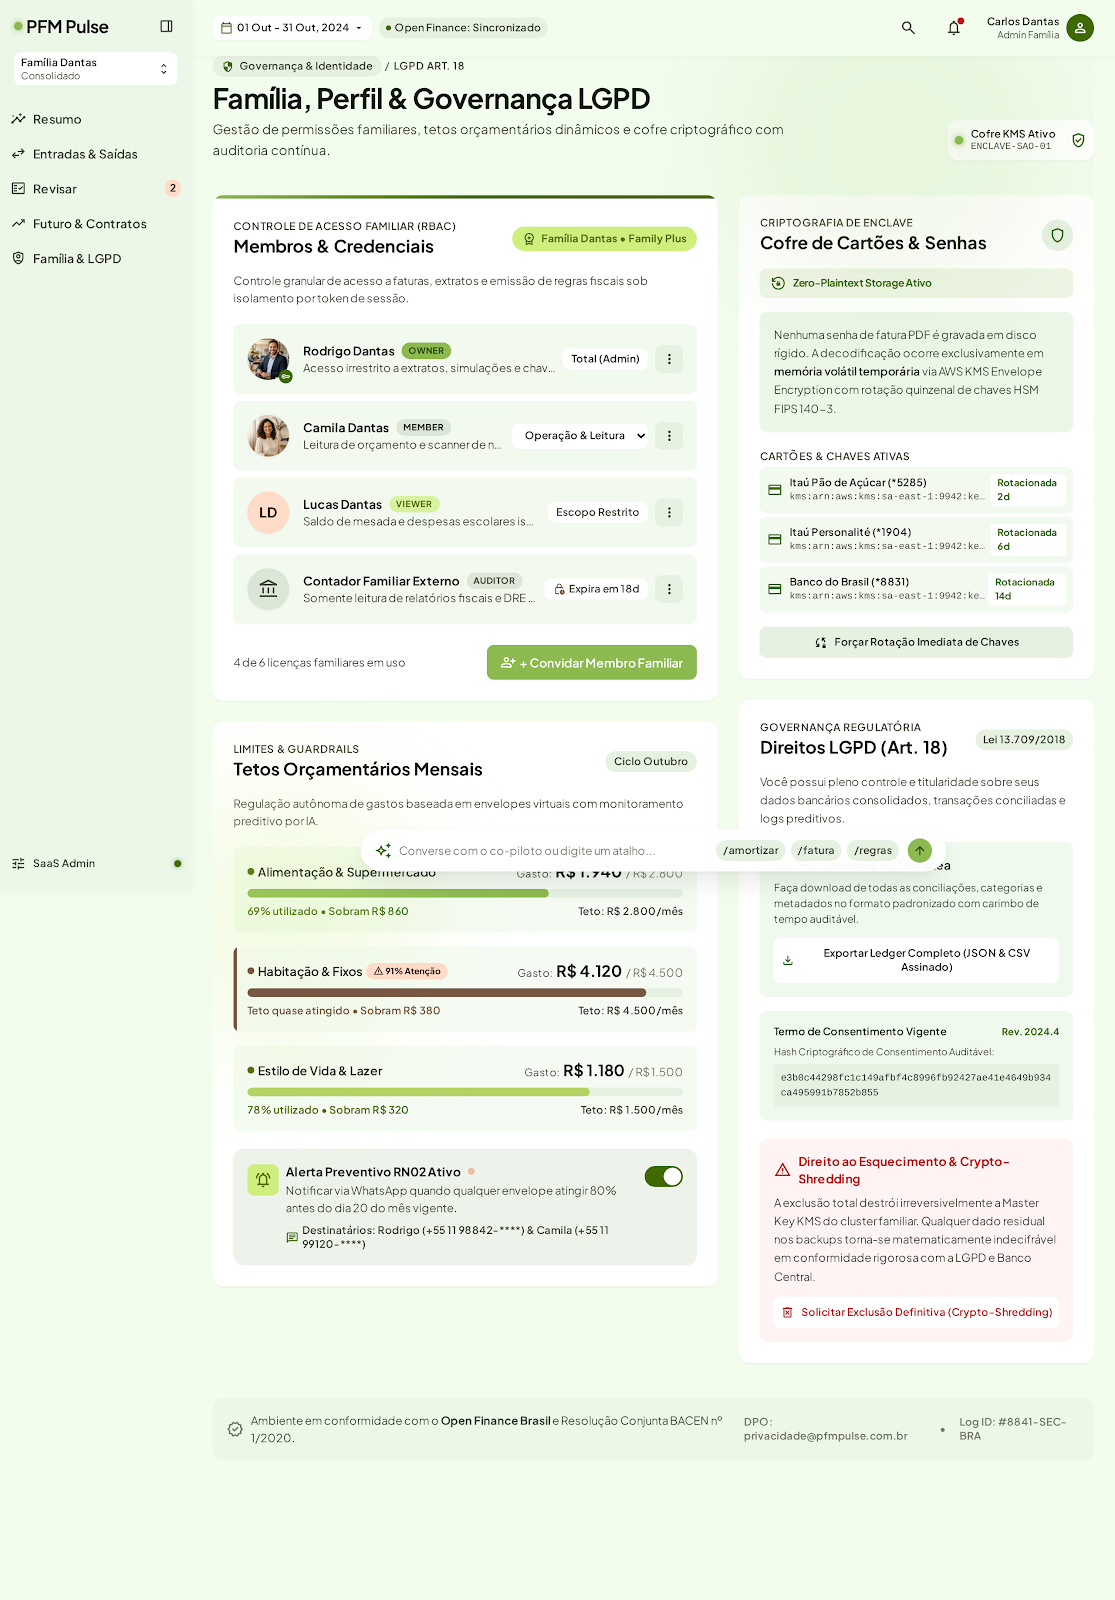 PFM Pulse
Família Dantas
Consolidado
Resumo
Entradas & Saídas
Revisar 2
Futuro & Contratos
Família & LGPD
SaaS Admin
01 Out - 31 Out, 2024
Open Finance: Sincronizado
Carlos Dantas
Admin Família
Governança & Identidade / LGPD ART. 18
Família, Perfil & Governança LGPD
Gestão de permissões familiares, tetos orçamentários dinâmicos e cofre criptográfico com
auditoria contínua.
Cofre KMS Ativo
ENCLAVE-SAO-01
CONTROLE DE ACESSO FAMILIAR (RBAC)
Membros & Credenciais
Família Dantas • Family Plus
Controle granular de acesso a faturas, extratos e emissão de regras fiscais sob
isolamento por token de sessão.
Rodrigo Dantas OWNER
Acesso irrestrito a extratos, simulações e chav...
Total (Admin)
Camila Dantas MEMBER
Leitura de orçamento e scanner de n...
Operação & Leitura
LD
Lucas Dantas VIEWER
Saldo de mesada e despesas escolares is...
Escopo Restrito
Contador Familiar Externo AUDITOR
Somente leitura de relatórios fiscais e DRE ...
Expira em 18d
4 de 6 licenças familiares em uso
+ Convidar Membro Familiar
LIMITES & GUARDRAILS
Tetos Orçamentários Mensais
Ciclo Outubro
Regulação autônoma de gastos baseada em envelopes virtuais com monitoramento
preditivo por IA.
Converse com o co-piloto ou digite um atalho...
/amortizar /fatura /regras
Alimentação & Supermercado
Gasto: R$ 1.940 / R$ 2.800
69% utilizado • Sobram R$ 860
Teto: R$ 2.800/mês
Habitação & Fixos 91% Atenção
Gasto: R$ 4.120 / R$ 4.500
Teto quase atingido • Sobram R$ 380
Teto: R$ 4.500/mês
Estilo de Vida & Lazer
Gasto: R$ 1.180 / R$ 1.500
78% utilizado • Sobram R$ 320
Teto: R$ 1.500/mês
Alerta Preventivo RN02 Ativo
Notificar via WhatsApp quando qualquer envelope atingir 80%
antes do dia 20 do mês vigente.
Destinatários: Rodrigo (+55 11 98842-****) & Camila (+55 11
99120-****)
CRIPTOGRAFIA DE ENCLAVE
Cofre de Cartões & Senhas
Zero-Plaintext Storage Ativo
Nenhuma senha de fatura PDF é gravada em disco
rígido. A decodificação ocorre exclusivamente em
memória volátil temporária via AWS KMS Envelope
Encryption com rotação quinzenal de chaves HSM
FIPS 140-3.
CARTÕES & CHAVES ATIVAS
Itaú Pão de Açúcar (*5285)
kms:arn:aws:kms:sa-east-1:9942:ke...
Rotacionada
2d
Itaú Personalité (*1904)
kms:arn:aws:kms:sa-east-1:9942:ke...
Rotacionada
6d
Banco do Brasil (*8831)
kms:arn:aws:kms:sa-east-1:9942:ke...
Rotacionada
14d
Forçar Rotação Imediata de Chaves
GOVERNANÇA REGULATÓRIA
Direitos LGPD (Art. 18)
Lei 13.709/2018
Você possui pleno controle e titularidade sobre seus
dados bancários consolidados, transações conciliadas e
logs preditivos.
Faça download de todas as conciliações, categorias e
metadados no formato padronizado com carimbo de
tempo auditável.
Exportar Ledger Completo (JSON & CSV
Assinado)
Termo de Consentimento Vigente
Rev. 2024.4
Hash Criptográfico de Consentimento Auditável:
e3b0c44298fc1c149afbf4c8996fb92427ae41e4649b934
ca495991b7852b855
Direito ao Esquecimento & Crypto-
Shredding
A exclusão total destrói irreversivelmente a Master
Key KMS do cluster familiar. Qualquer dado residual
nos backups torna-se matematicamente indecifrável
em conformidade rigorosa com a LGPD e Banco
Central.
Solicitar Exclusão Definitiva (Crypto-Shredding)
Ambiente em conformidade com o Open Finance Brasil e Resolução Conjunta BACEN nº
1/2020.
DPO:
privacidade@pfmpulse.com.br
•
Log ID: #8841-SEC-
BRA